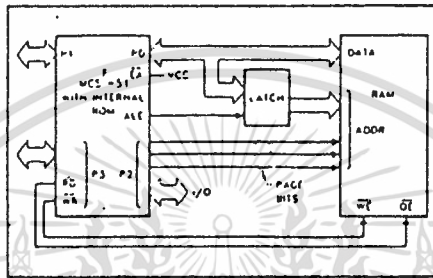 P1
P0
EA
VCC
MCS-51
with INTERNAL
ROM
ALE
LATCH
DATA
RAM
ADDR
P3
P2
RD
WR
I/O
PAGE
BITS
WE
OE